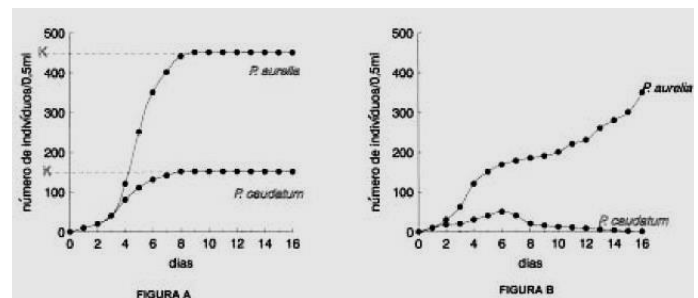 500
400
300
200
100
0
K
K
P. aurelia
P. caudatum
número de indivíduos/0,5ml
0 2 4 6 8 10 12 14 16
dias
FIGURA A
500
400
300
200
100
0
P. aurelia
P. caudatum
número de indivíduos/0,5ml
0 2 4 6 8 10 12 14 16
dias
FIGURA B